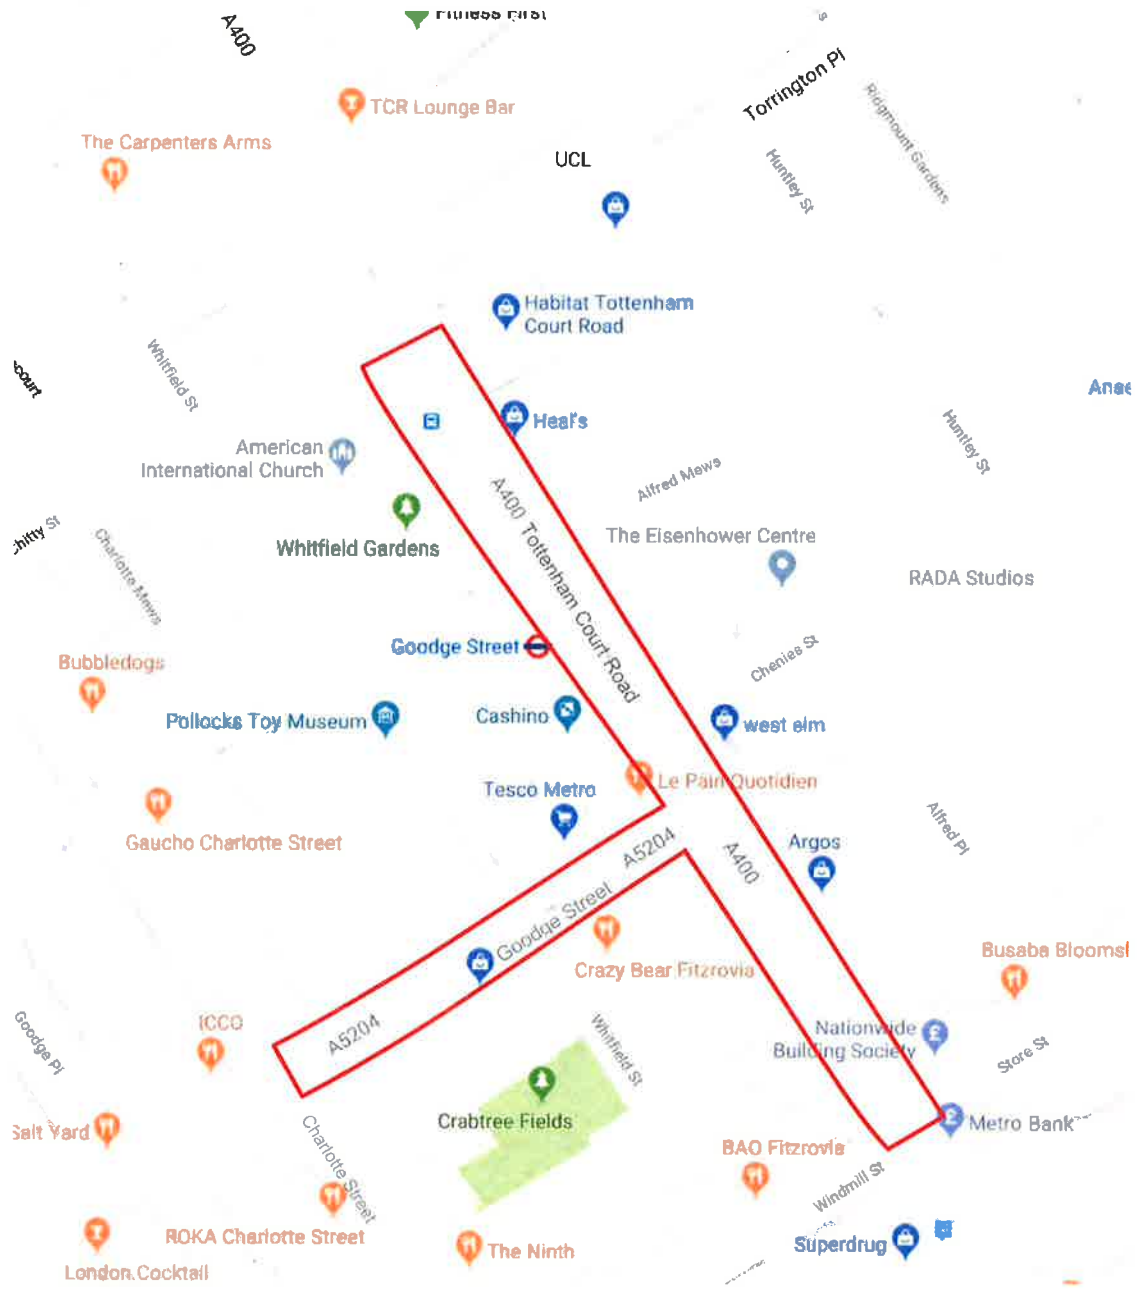 Fitness First
A400
TCR Lounge Bar
Torrington Pl
The Carpenters Arms
Ridgmount Gardens
UCL
Huntley St
Habitat Tottenham
Court Road
Whitfield St
court
Heal's
American
International Church
Huntley St
Alfred Mews
A400 Tottenham Court Road
Whitfield Gardens
The Eisenhower Centre
Chitty St
Charlotte Mews
RADA Studios
Goodge Street
Chenies St
Bubbledogs
Pollocks Toy Museum
Cashino
west elm
Le Pain Quotidien
Tesco Metro
Gaucho Charlotte Street
Alfred Pl
A5204
A400
Argos
Goodge Street
Crazy Bear Fitzrovia
Busaba Bloomsl
ICCO
A5204
Goodge Pl
Whitfield St
Nationwide
Building Society
Store St
Crabtree Fields
Salt Yard
Charlotte Street
Metro Bank
BAO Fitzrovia
Windmill St
ROKA Charlotte Street
The Ninth
Superdrug
London Cocktail